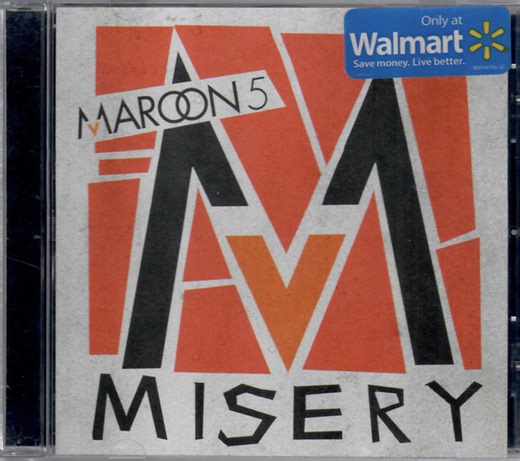 Only at
Walmart
Save money. Live better.
MAROON 5
MISERY